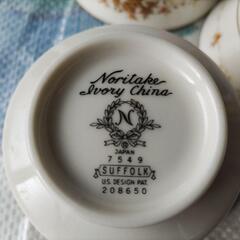 Noritake
Ivory China
N
JAPAN
7549
SUFFOLK
U.S. DESIGN PAT.
208650